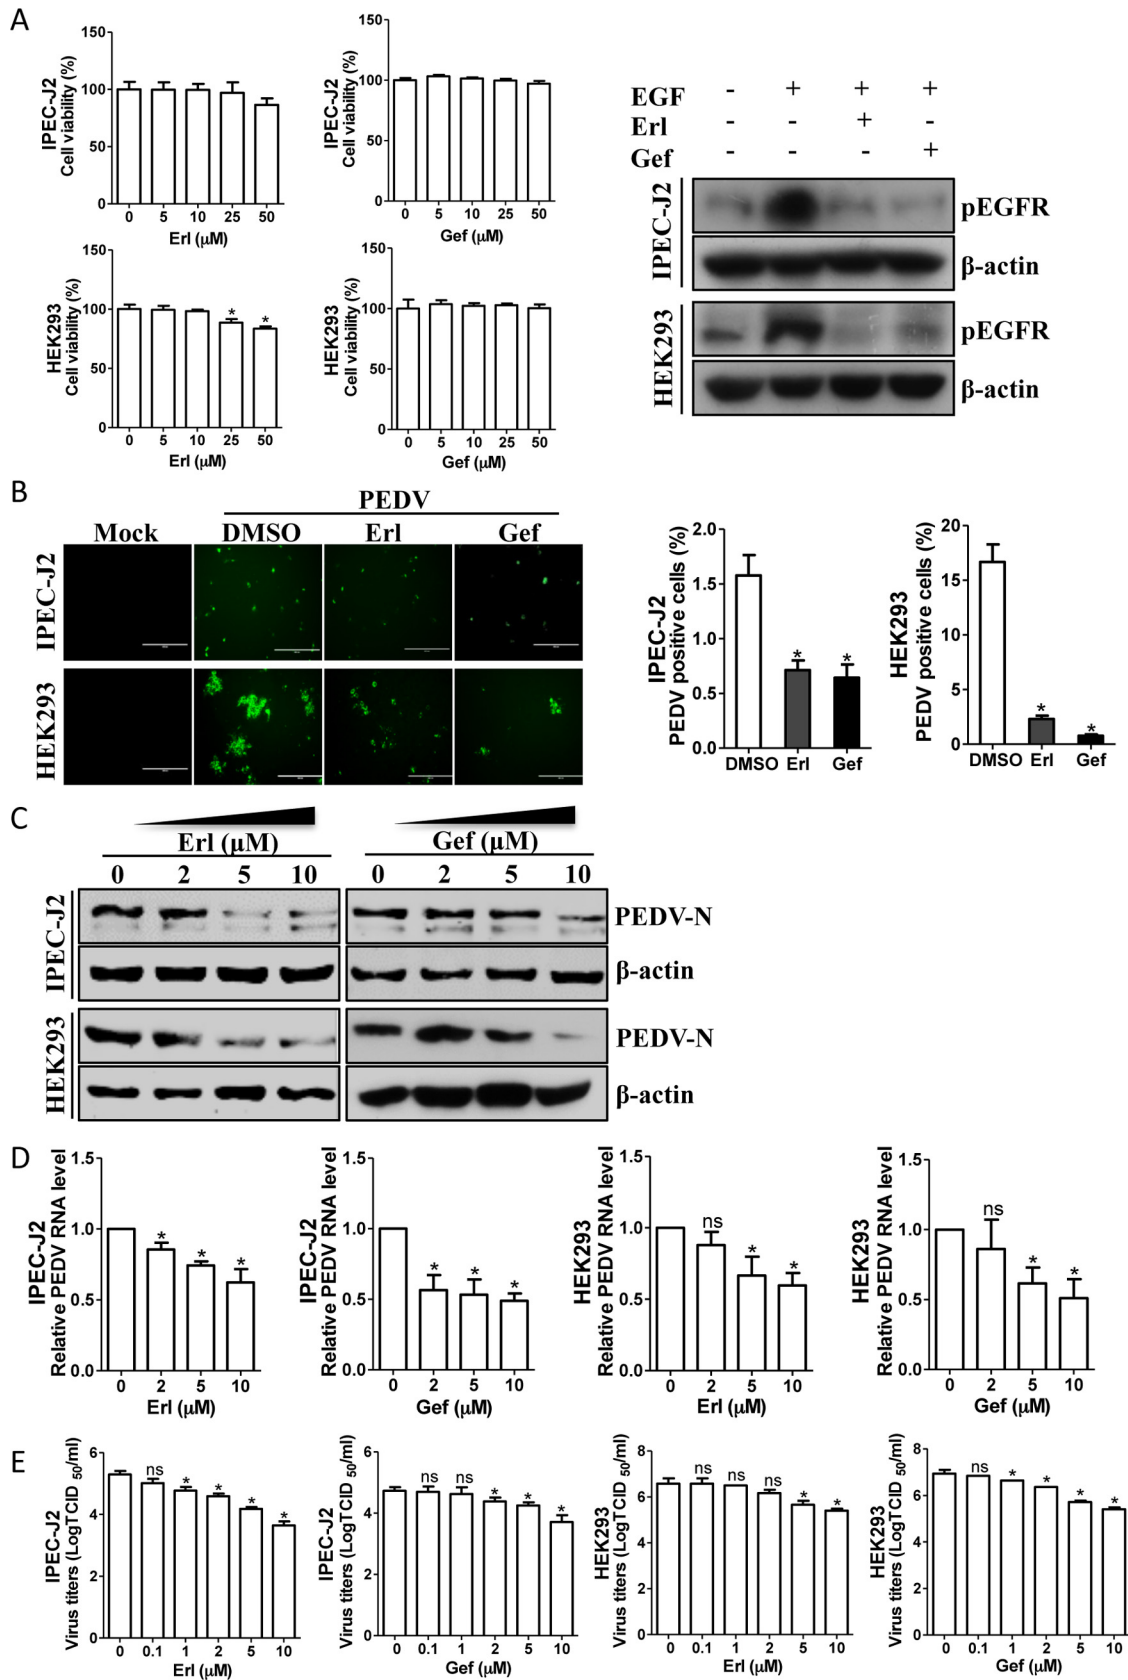 A
IPEC-J2
Cell viability (%)
150
100
50
0
0 5 10 25 50
Erl (μM)
IPEC-J2
Cell viability (%)
150
100
50
0
0 5 10 25 50
Gef (μM)
HEK293
Cell viability (%)
150
100
50
0
* *
0 5 10 25 50
Erl (μM)
HEK293
Cell viability (%)
150
100
50
0
0 5 10 25 50
Gef (μM)
EGF - + + +
Erl - - + -
Gef - - - +
IPEC-J2
pEGFR
β-actin
HEK293
pEGFR
β-actin
B
PEDV
Mock DMSO Erl Gef
IPEC-J2
HEK293
IPEC-J2
PEDV positive cells (%)
2.0
1.5
1.0
0.5
0.0
* *
DMSO Erl Gef
HEK293
PEDV positive cells (%)
20
15
10
5
0
* *
DMSO Erl Gef
C
Erl (μM) Gef (μM)
0 2 5 10 0 2 5 10
IPEC-J2
PEDV-N
β-actin
HEK293
PEDV-N
β-actin
D
IPEC-J2
Relative PEDV RNA level
1.5
1.0
0.5
0.0
* * *
0 2 5 10
Erl (μM)
IPEC-J2
Relative PEDV RNA level
1.5
1.0
0.5
0.0
* * *
0 2 5 10
Gef (μM)
HEK293
Relative PEDV RNA level
1.5
1.0
0.5
0.0
ns * *
0 2 5 10
Erl (μM)
HEK293
Relative PEDV RNA level
1.5
1.0
0.5
0.0
ns * *
0 2 5 10
Gef (μM)
E
IPEC-J2
Virus titers (LogTCID 50/ml)
6
4
2
0
ns * * * *
0 0.1 1 2 5 10
Erl (μM)
IPEC-J2
Virus titers (LogTCID 50/ml)
6
4
2
0
ns ns * * *
0 0.1 1 2 5 10
Gef (μM)
HEK293
Virus titers (LogTCID 50/ml)
8
6
4
2
0
ns ns ns * *
0 0.1 1 2 5 10
Erl (μM)
HEK293
Virus titers (LogTCID 50/ml)
8
6
4
2
0
ns * * * *
0 0.1 1 2 5 10
Gef (μM)